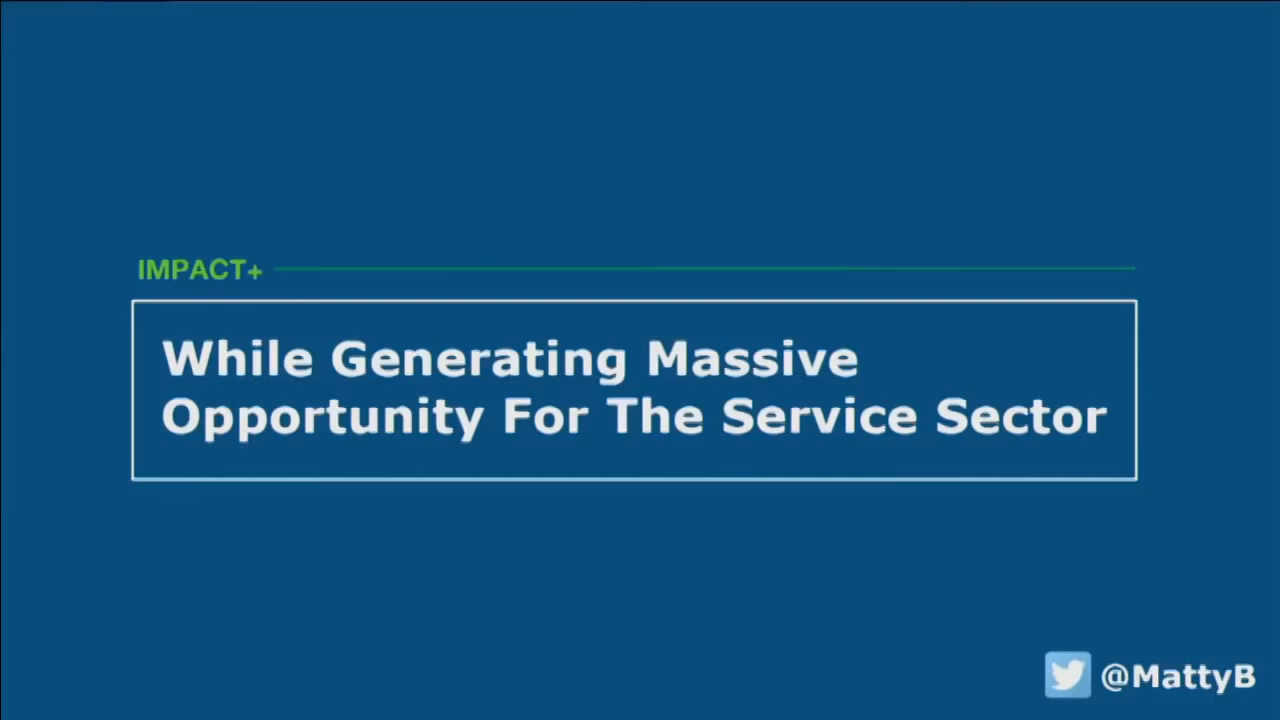 IMPACT+
While Generating Massive
Opportunity For The Service Sector
@MattyB